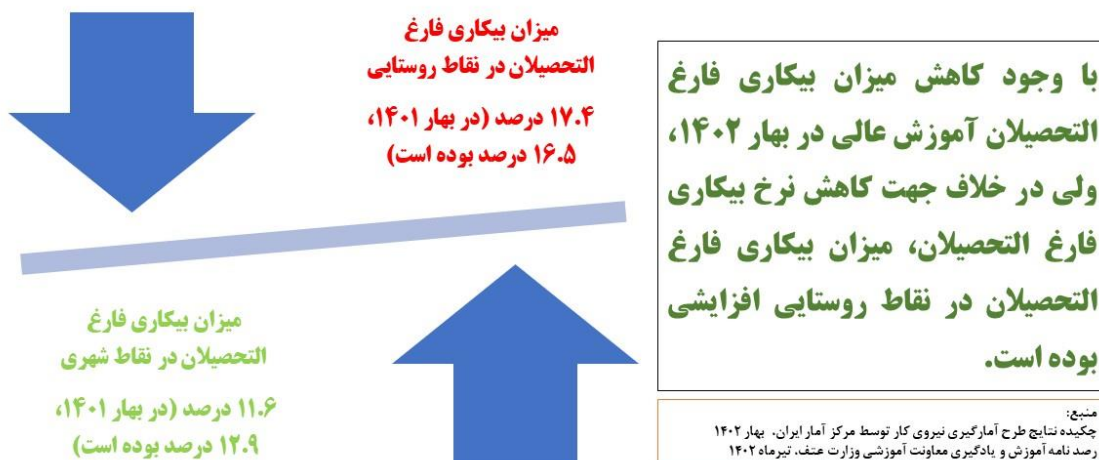 با وجود کاهش میزان بیکاری فارغ
التحصیلان آموزش عالی در بهار ۱۴۰۲،
ولی در خلاف جهت کاهش نرخ بیکاری
فارغ التحصیلان، میزان بیکاری فارغ
التحصیلان در نقاط روستایی افزایشی
بوده است.
منبع:
چکیده نتایج طرح آمارگیری نیروی کار توسط مرکز آمار ایران. بهار ۱۴۰۲
رصد نامه آموزش و یادگیری معاونت آموزشی وزارت عتف. تیرماه ۱۴۰۲
میزان بیکاری فارغ
التحصیلان در نقاط روستایی
۱۷.۴ درصد (در بهار ۱۴۰۱،
۱۶.۵ درصد بوده است)
میزان بیکاری فارغ
التحصیلان در نقاط شهری
۱۱.۶ درصد (در بهار ۱۴۰۱،
۱۲.۹ درصد بوده است)